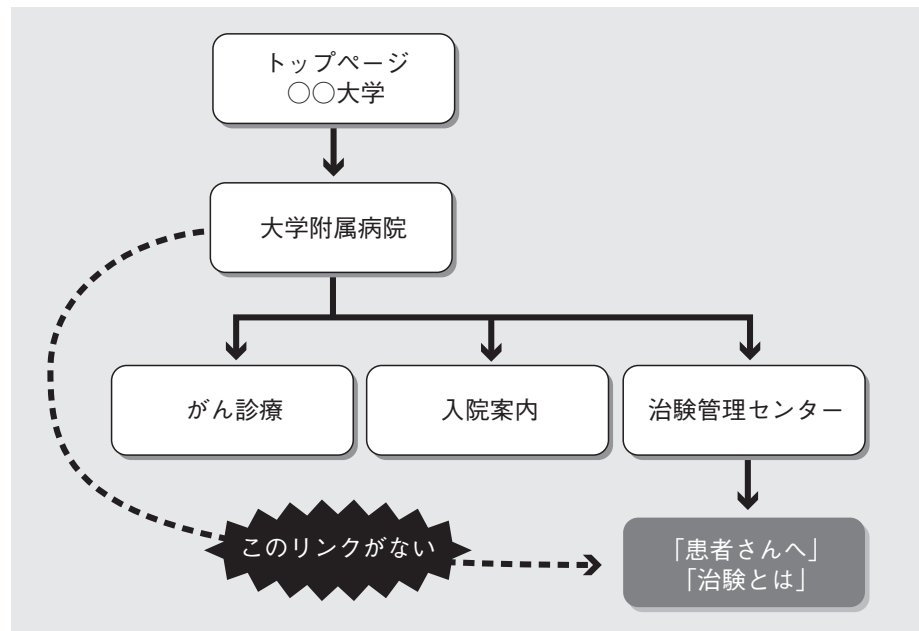 トップページ
○○大学
大学附属病院
がん診療
入院案内
治験管理センター
このリンクがない
「患者さんへ」
「治験とは」